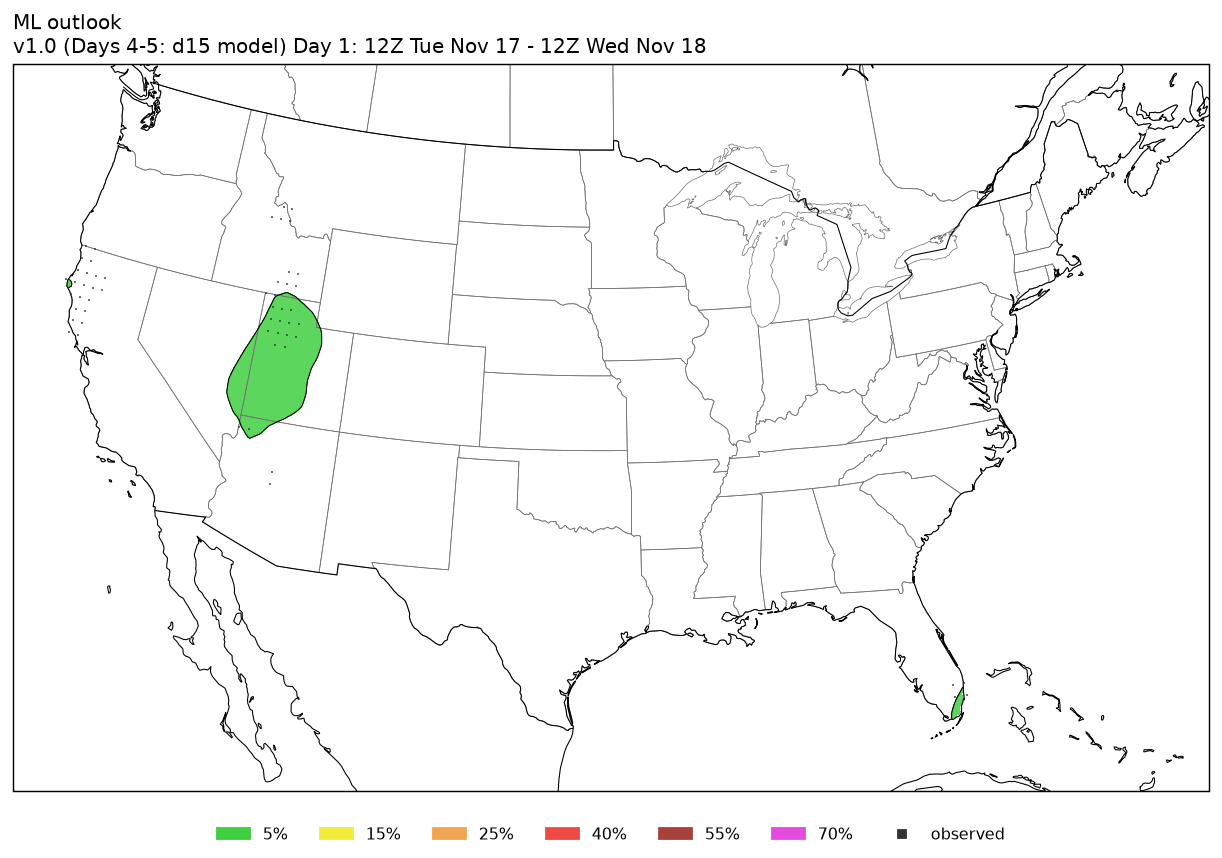 ML outlook
v1.0 (Days 4-5: d15 model) Day 1: 12Z Tue Nov 17 - 12Z Wed Nov 18
5% 15% 25% 40% 55% 70% observed